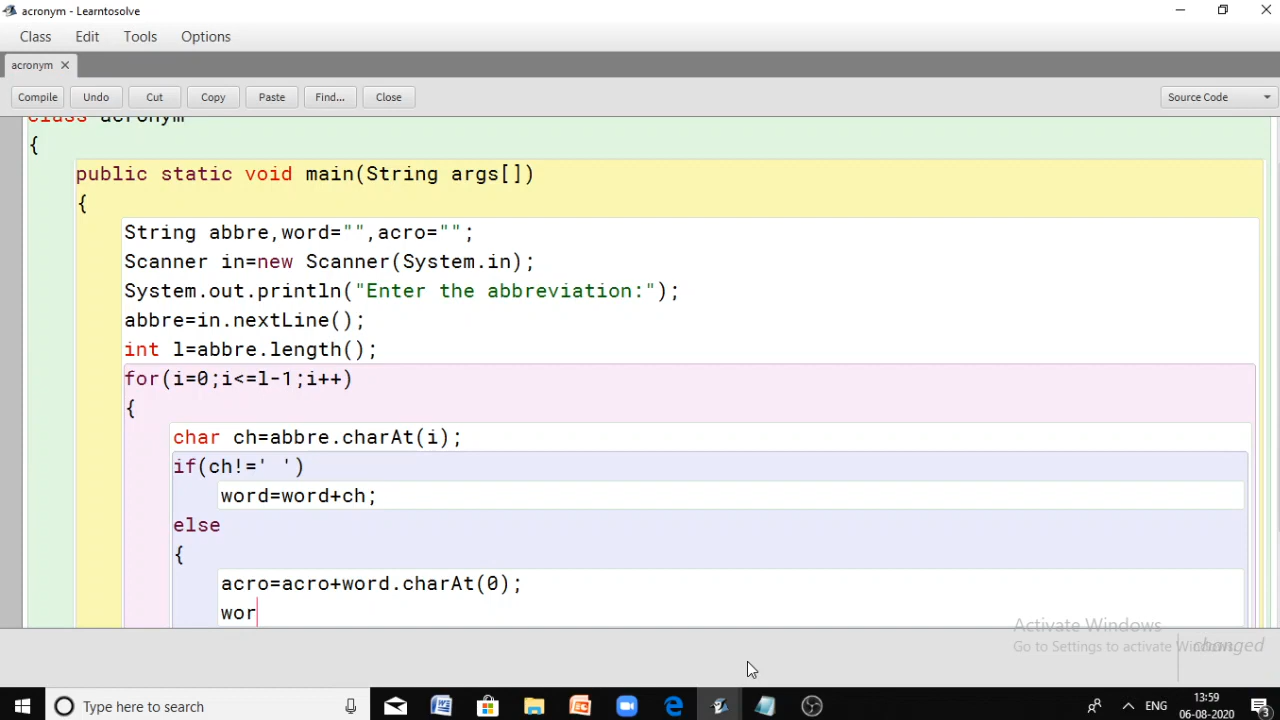 acronym - Learntosolve
Class Edit Tools Options
acronym
Compile Undo Cut Copy Paste Find... Close Source Code
class acronym
{
public static void main(String args[])
{
String abbre,word="",acro="";
Scanner in=new Scanner(System.in);
System.out.println("Enter the abbreviation:");
abbre=in.nextLine();
int l=abbre.length();
for(i=0;i<=l-1;i++)
{
char ch=abbre.charAt(i);
if(ch!=' ')
word=word+ch;
else
{
acro=acro+word.charAt(0);
wor
Activate Windows
Go to Settings to activate Windows.
changed
Type here to search
ENG
13:59
06-08-2020
3